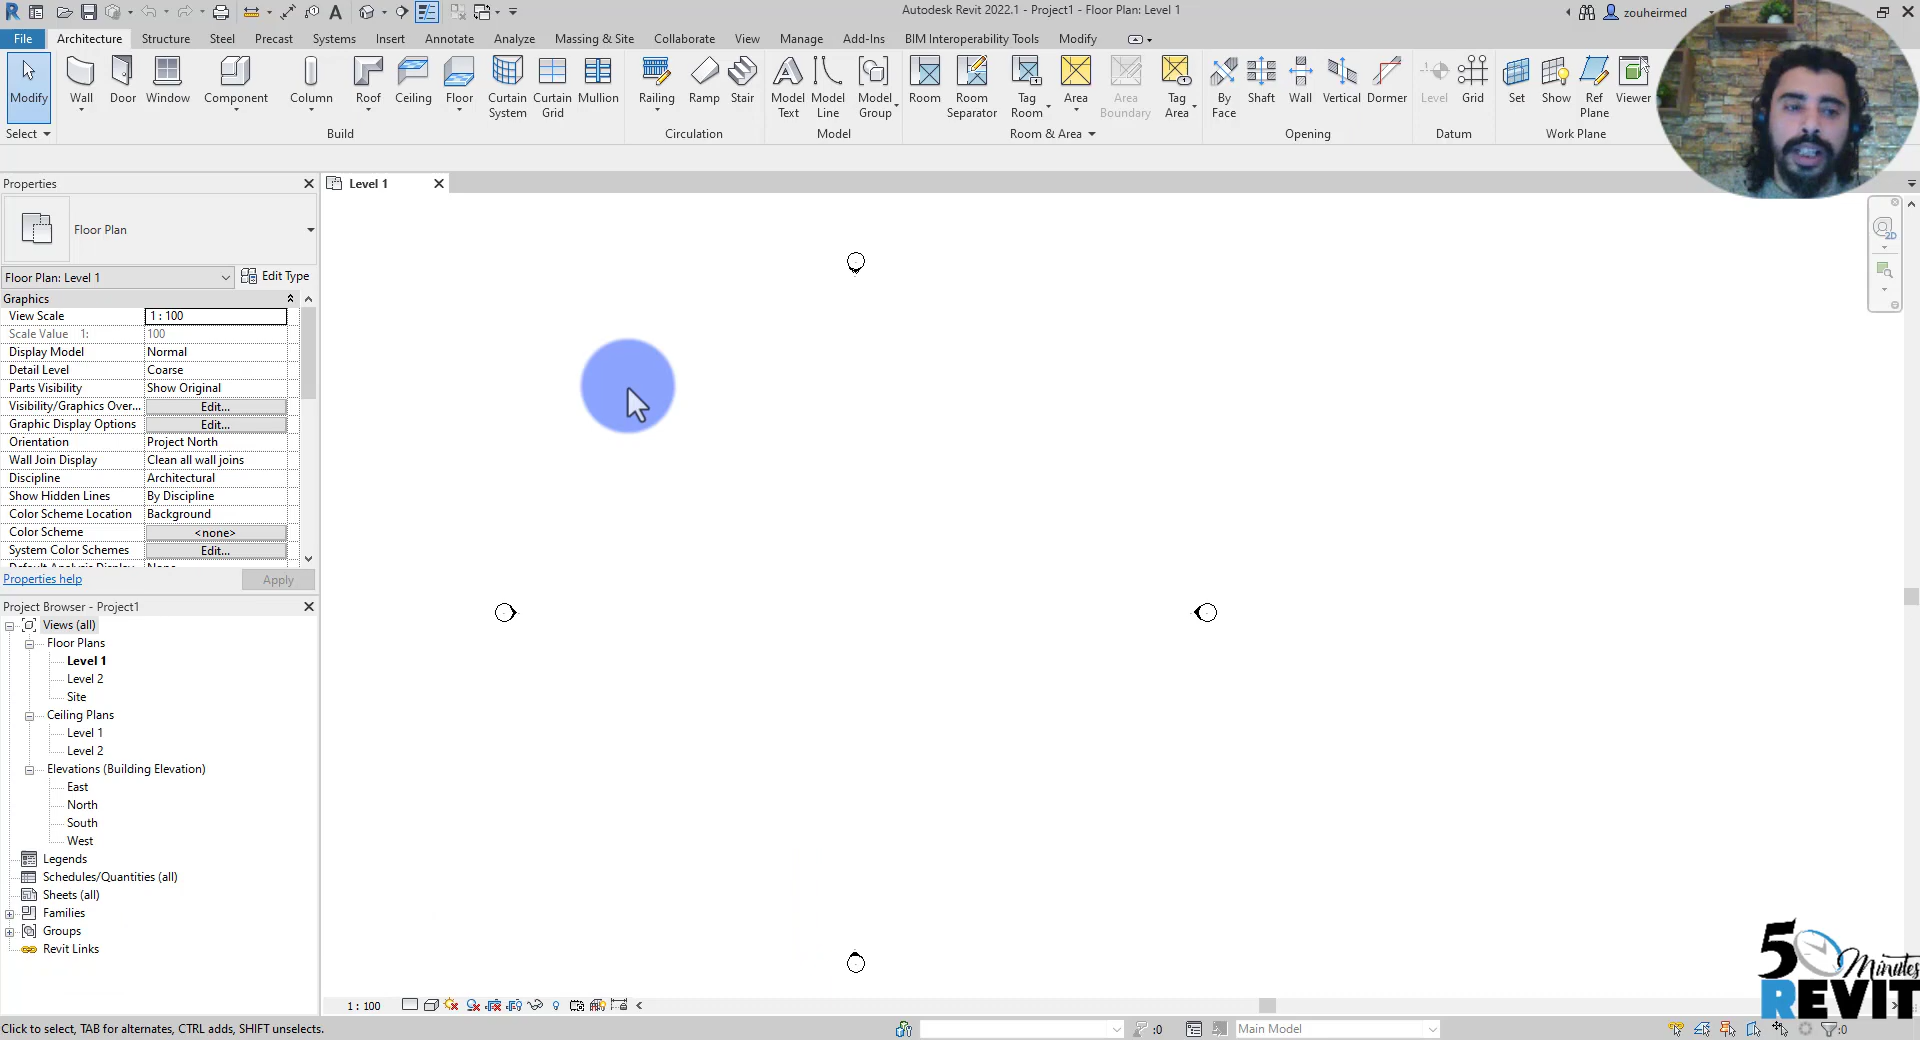 Autodesk Revit 2022.1 - Project1 - Floor Plan: Level 1
zouheirmed
File
Architecture
Structure
Steel
Precast
Systems
Insert
Annotate
Analyze
Massing & Site
Collaborate
View
Manage
Add-Ins
BIM Interoperability Tools
Modify
Modify
Wall
Door
Window
Component
Column
Roof
Ceiling
Floor
Curtain
System
Curtain
Grid
Mullion
Railing
Ramp
Stair
Model
Text
Model
Line
Model
Group
Room
Room
Separator
Tag
Room
Area
Area
Boundary
Tag
Area
By
Face
Shaft
Wall
Vertical
Dormer
Level
Grid
Set
Show
Ref
Plane
Viewer
Select
Build
Circulation
Model
Room & Area
Opening
Datum
Work Plane
Properties
Floor Plan
Floor Plan: Level 1
Edit Type
Graphics
View Scale
1 : 100
Scale Value 1:
100
Display Model
Normal
Detail Level
Coarse
Parts Visibility
Show Original
Visibility/Graphics Over...
Edit...
Graphic Display Options
Edit...
Orientation
Project North
Wall Join Display
Clean all wall joins
Discipline
Architectural
Show Hidden Lines
By Discipline
Color Scheme Location
Background
Color Scheme
<none>
System Color Schemes
Edit...
Properties help
Apply
Project Browser - Project1
Views (all)
Floor Plans
Level 1
Level 2
Site
Ceiling Plans
Level 1
Level 2
Elevations (Building Elevation)
East
North
South
West
Legends
Schedules/Quantities (all)
Sheets (all)
Families
Groups
Revit Links
Level 1
2D
1 : 100
Click to select, TAB for alternates, CTRL adds, SHIFT unselects.
:0
Main Model
:0
5 Minutes
REVIT